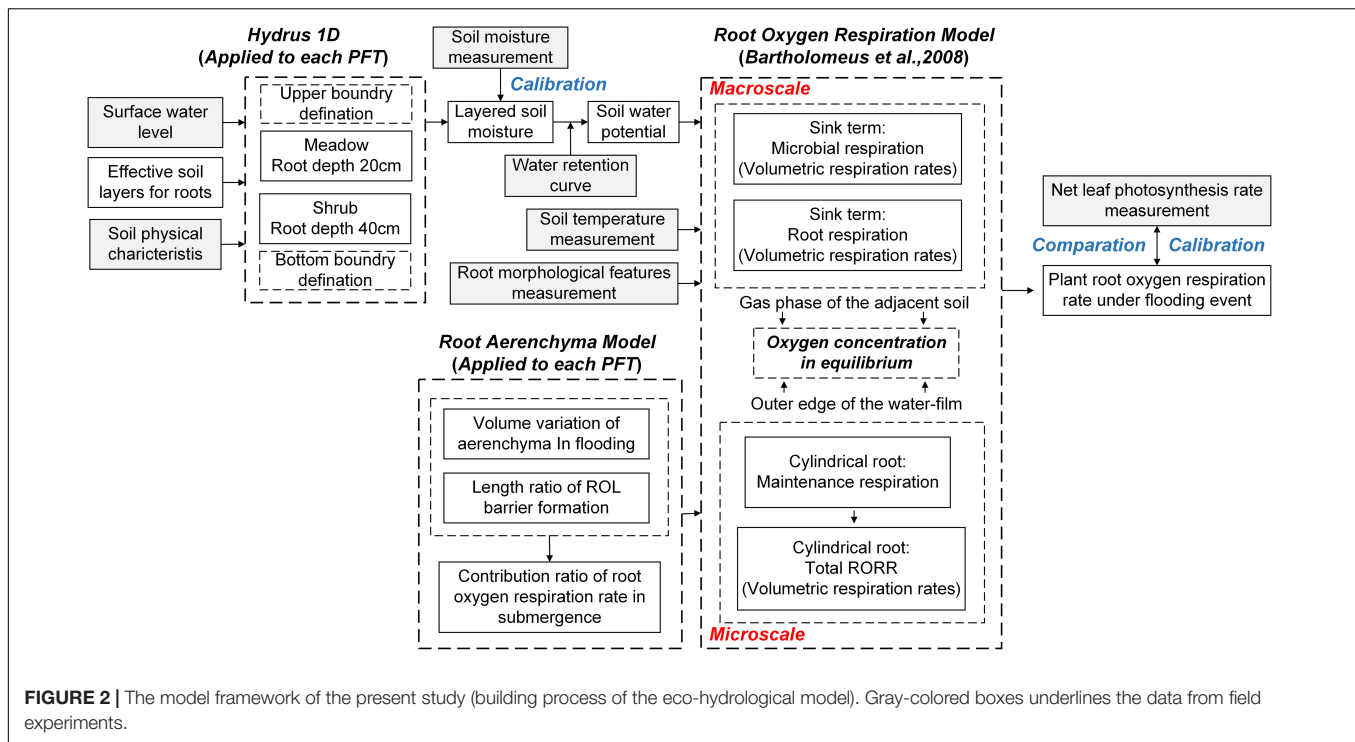 Hydrus 1D
(Applied to each PFT)
Surface water
level
Effective soil
layers for roots
Soil physical
charicteristis
Upper boundry
defination
Meadow
Root depth 20cm
Shrub
Root depth 40cm
Bottom boundry
defination
Soil moisture
measurement
Calibration
Layered soil
moisture
Soil water
potential
Water retention
curve
Soil temperature
measurement
Root morphological features
measurement
Root Aerenchyma Model
(Applied to each PFT)
Volume variation of
aerenchyma In flooding
Length ratio of ROL
barrier formation
Contribution ratio of root
oxygen respiration rate in
submergence
Root Oxygen Respiration Model
(Bartholomeus et al.,2008)
Macroscale
Sink term:
Microbial respiration
(Volumetric respiration rates)
Sink term:
Root respiration
(Volumetric respiration rates)
Gas phase of the adjacent soil
Oxygen concentration
in equilibrium
Outer edge of the water-film
Cylindrical root:
Maintenance respiration
Cylindrical root:
Total RORR
(Volumetric respiration rates)
Microscale
Net leaf photosynthesis rate
measurement
Comparation Calibration
Plant root oxygen respiration
rate under flooding event
FIGURE 2 | The model framework of the present study (building process of the eco-hydrological model). Gray-colored boxes underlines the data from field
experiments.